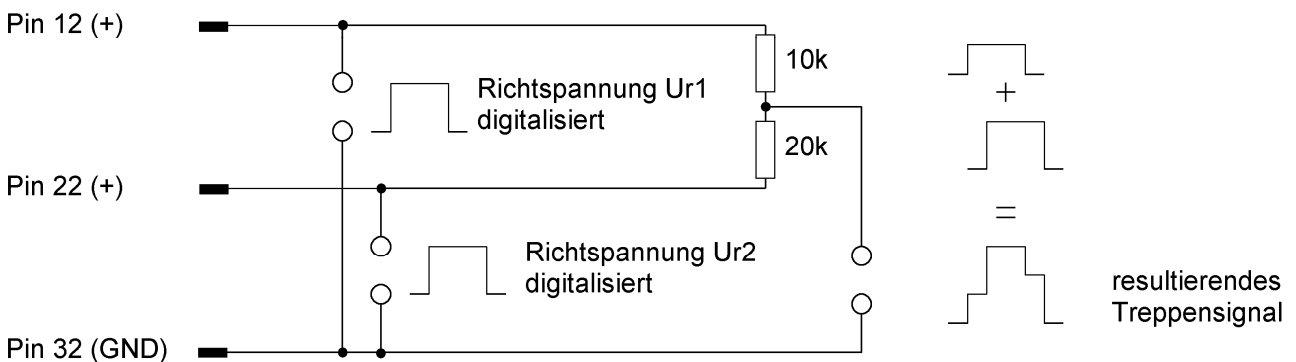 Pin 12 (+)
10k
Richtspannung Ur1
digitalisiert
+
20k
Pin 22 (+)
=
Richtspannung Ur2
digitalisiert
resultierendes
Treppensignal
Pin 32 (GND)